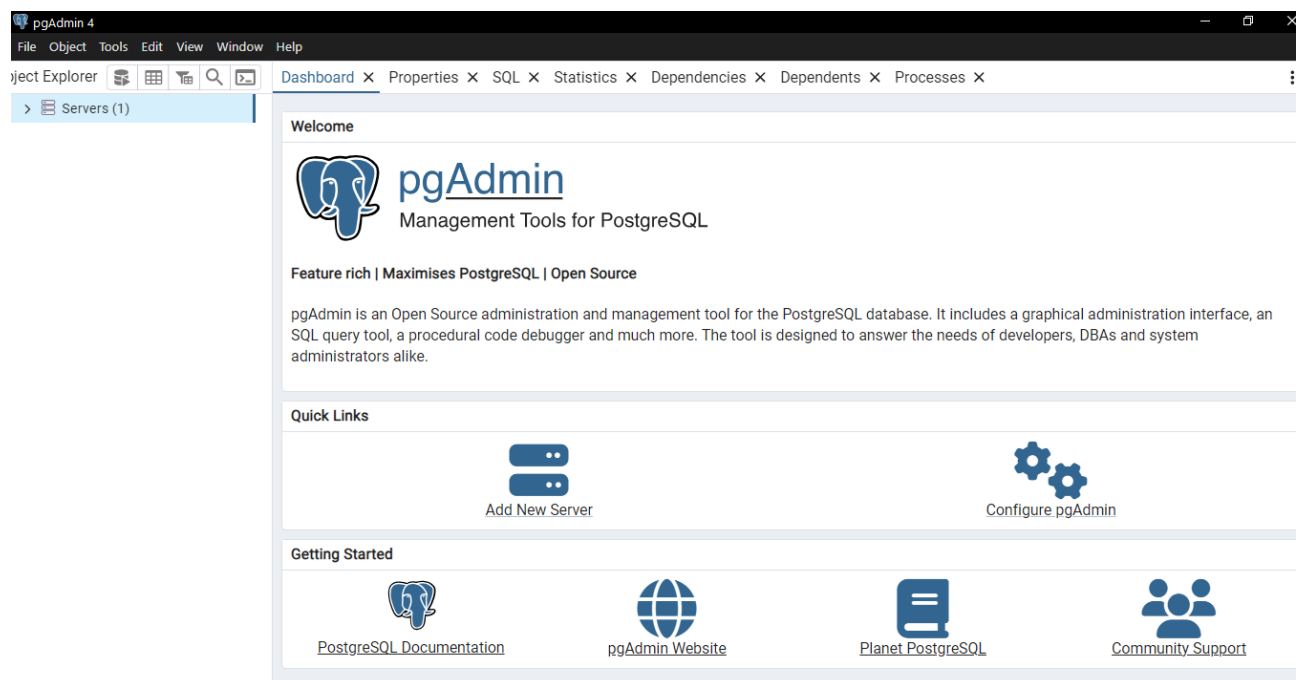 pgAdmin 4
File Object Tools Edit View Window Help
ject Explorer
Dashboard Properties SQL Statistics Dependencies Dependents Processes
Servers (1)
Welcome
pgAdmin
Management Tools for PostgreSQL
Feature rich | Maximises PostgreSQL | Open Source
pgAdmin is an Open Source administration and management tool for the PostgreSQL database. It includes a graphical administration interface, an
SQL query tool, a procedural code debugger and much more. The tool is designed to answer the needs of developers, DBAs and system
administrators alike.
Quick Links
Add New Server
Configure pgAdmin
Getting Started
PostgreSQL Documentation
pgAdmin Website
Planet PostgreSQL
Community Support